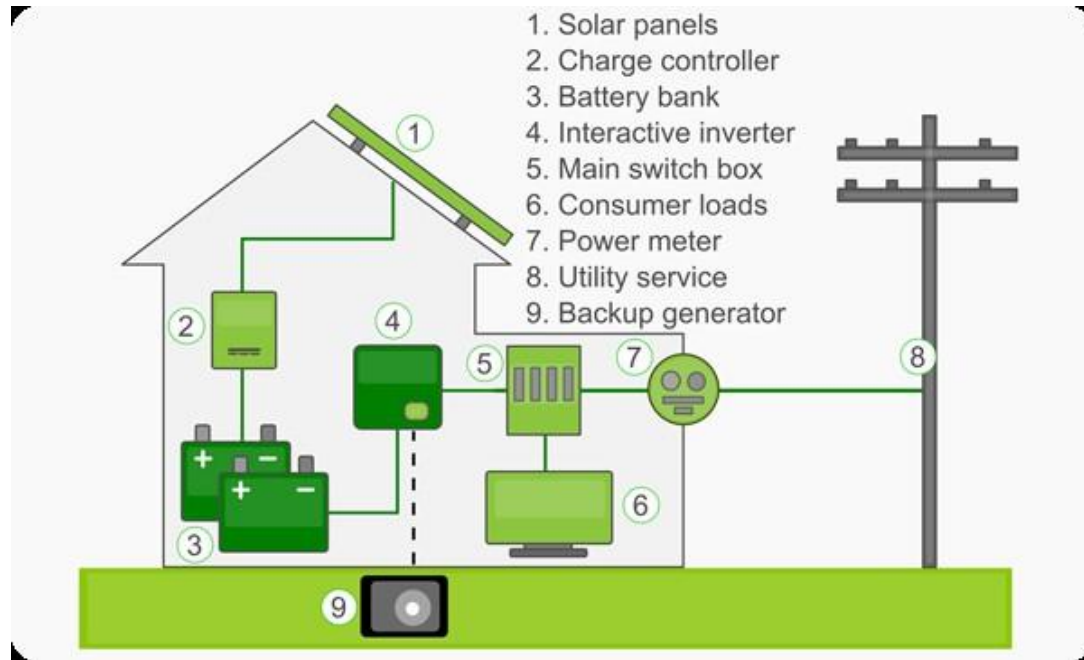 1. Solar panels
2. Charge controller
3. Battery bank
4. Interactive inverter
5. Main switch box
6. Consumer loads
7. Power meter
8. Utility service
9. Backup generator
1
2
4
5
7
8
+ −
+ −
3
6
9